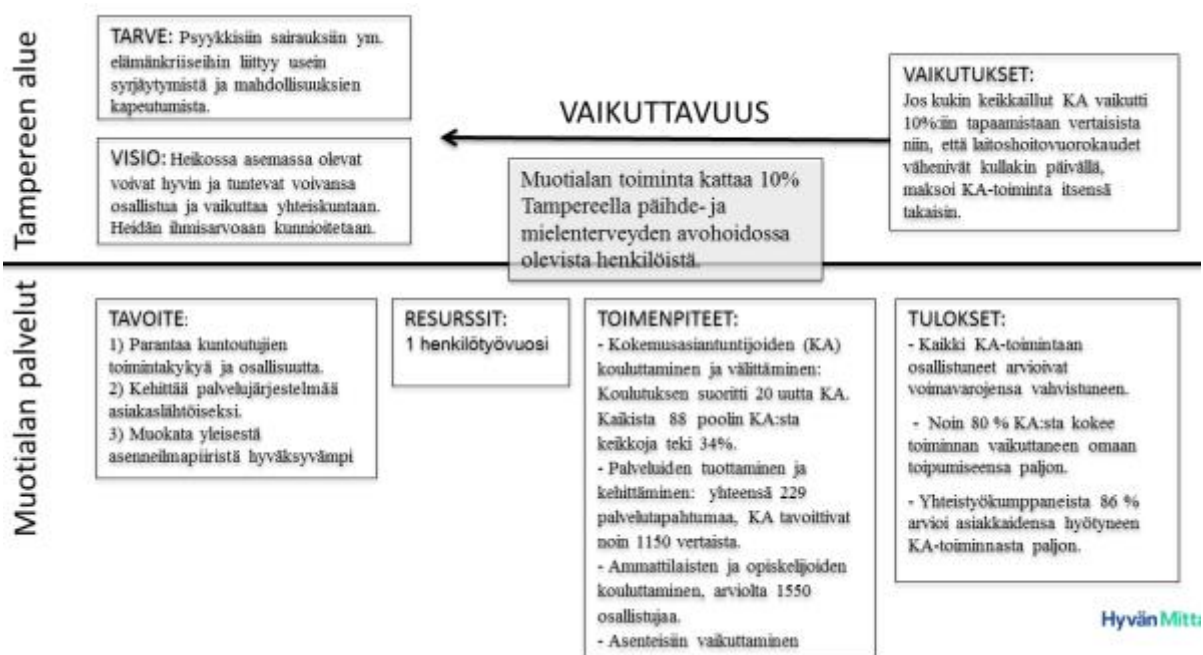 Tampereen alue
TARVE: Psyykkisiin sairauksiin ym.
elämänkriiseihin liittyy usein
syrjäytymistä ja mahdollisuuksien
kapeutumista.
VISIO: Heikossa asemassa olevat
voivat hyvin ja tuntevat voivansa
osallistua ja vaikuttaa yhteiskuntaan.
Heidän ihmisarvoaan kunnioitetaan.
VAIKUTTAVUUS
Muotialan toiminta kattaa 10%
Tampereella päihde- ja
mielenterveyden avohoidossa
olevista henkilöistä.
VAIKUTUKSET:
Jos kukin keikkaillut KA vaikutti
10%:iin tapaamistaan vertaisista
niin, että laitoshoitovuorokaudet
vähenivät kullakin päivällä,
maksoi KA-toiminta itsensä
takaisin.
Muotialan palvelut
TAVOITE:
1) Parantaa kuntoutujien
toimintakykyä ja osallisuutta.
2) Kehittää palvelujärjestelmää
asiakaslähtöiseksi.
3) Muokata yleisestä
asenneilmapiiristä hyväksyvämpi
RESURSSIT:
1 henkilötyövuosi
TOIMENPITEET:
- Kokemusasiantuntijoiden (KA)
kouluttaminen ja välittäminen:
Koulutuksen suoritti 20 uutta KA.
Kaikista 88 poolin KA:sta
keikkoja teki 34%.
- Palveluiden tuottaminen ja
kehittäminen: yhteensä 229
palvelutapahtumaa, KA tavoittivat
noin 1150 vertaista.
- Ammattilaisten ja opiskelijoiden
kouluttaminen, arviolta 1550
osallistujaa.
- Asenteisiin vaikuttaminen
TULOKSET:
- Kaikki KA-toimintaan
osallistuneet arvioivat
voimavarojensa vahvistuneen.
- Noin 80 % KA:sta kokee
toiminnan vaikuttaneen omaan
toipumiseensa paljon.
- Yhteistyökumppaneista 86 %
arvioi asiakkaidensa hyötyneen
KA-toiminnasta paljon.
HyvänMitta